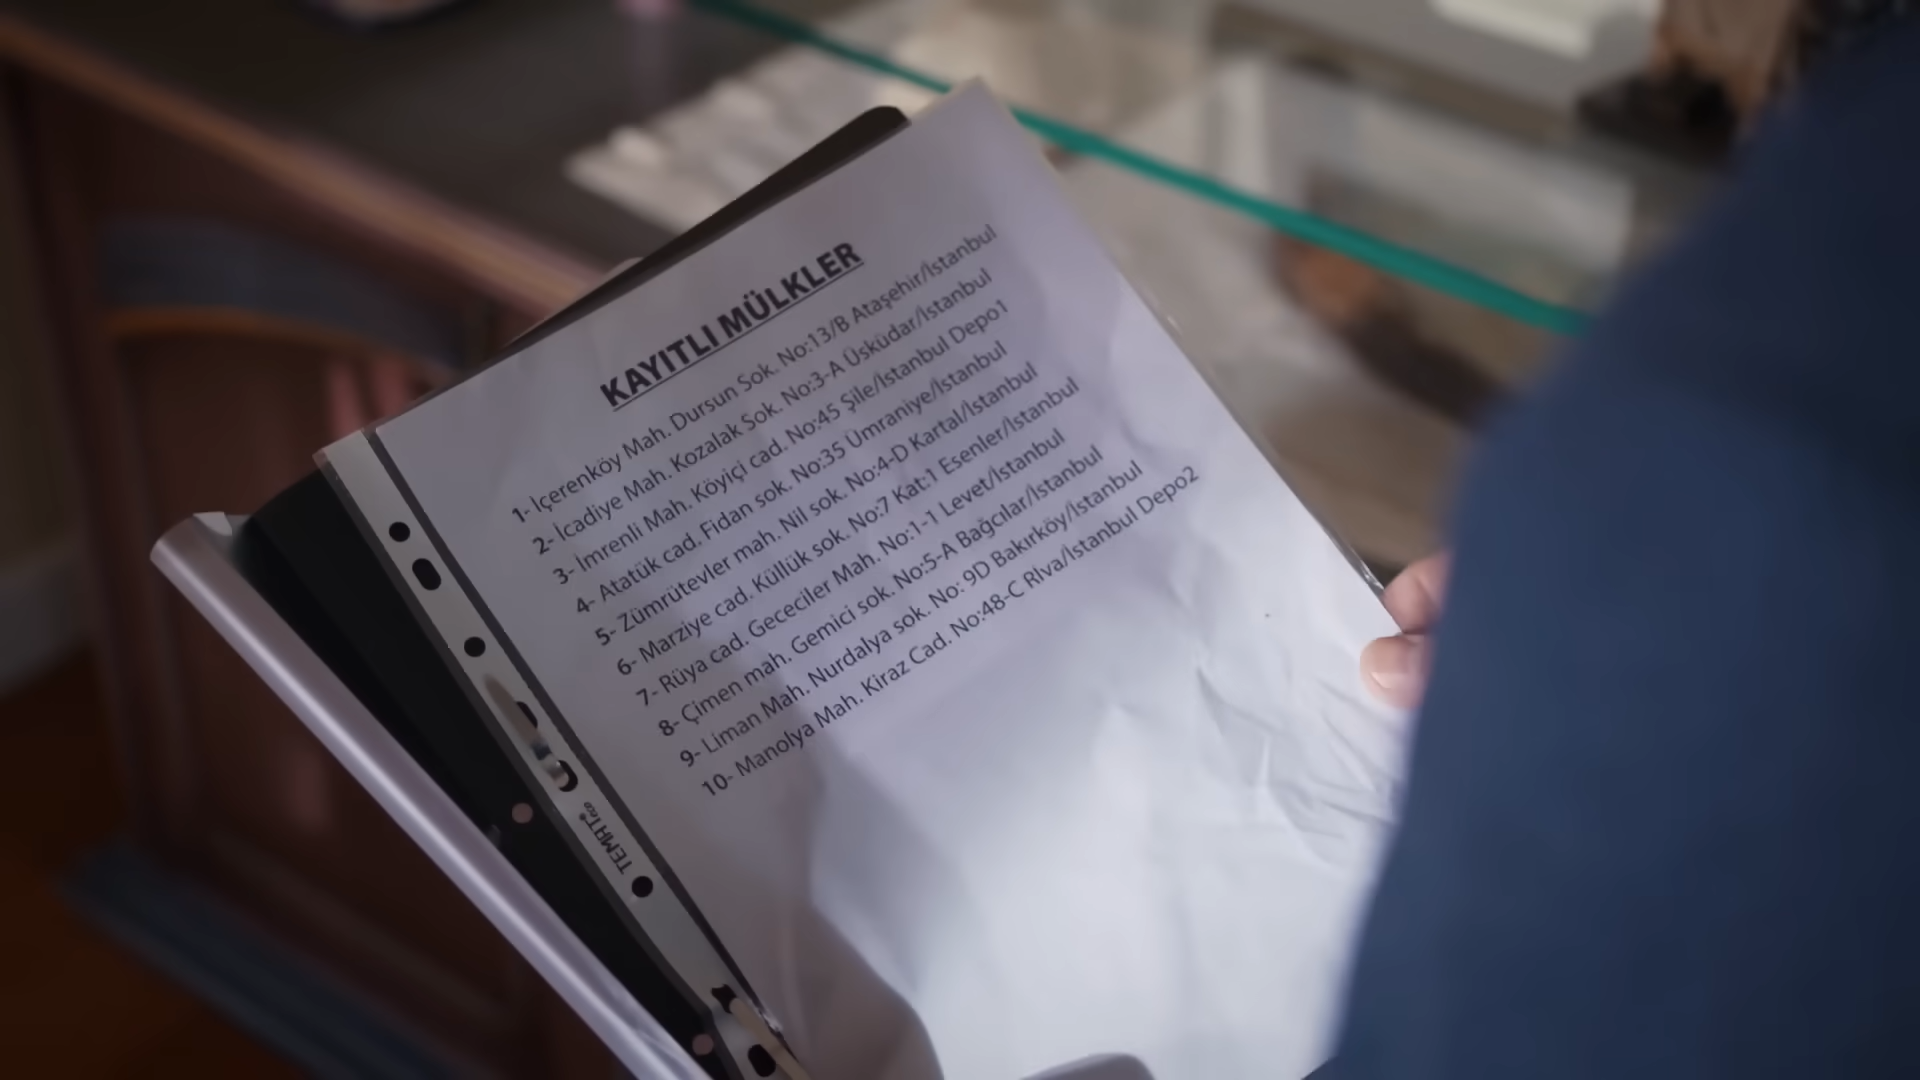 KAYITLI MÜLKLER
1- İçerenköy Mah. Dursun Sok. No:13/B Ataşehir/İstanbul
2- İcadiye Mah. Kozalak Sok. No:3-A Üsküdar/İstanbul
3- İmrenli Mah. Köyiçi cad. No:45 Şile/İstanbul Depo1
4- Atatük cad. Fidan sok. No:35 Ümraniye/İstanbul
5- Zümrütevler mah. Nil sok. No:4-D Kartal/İstanbul
6- Marziye cad. Küllük sok. No:7 Kat:1 Esenler/İstanbul
7- Rüya cad. Gececiler Mah. No:1-1 Levet/İstanbul
8- Çimen mah. Gemici sok. No:5-A Bağcılar/İstanbul
9- Liman Mah. Nurdalya sok. No: 9D Bakırköy/İstanbul
10- Manolya Mah. Kiraz Cad. No:48-C RIva/İstanbul Depo2
TEMAT eco